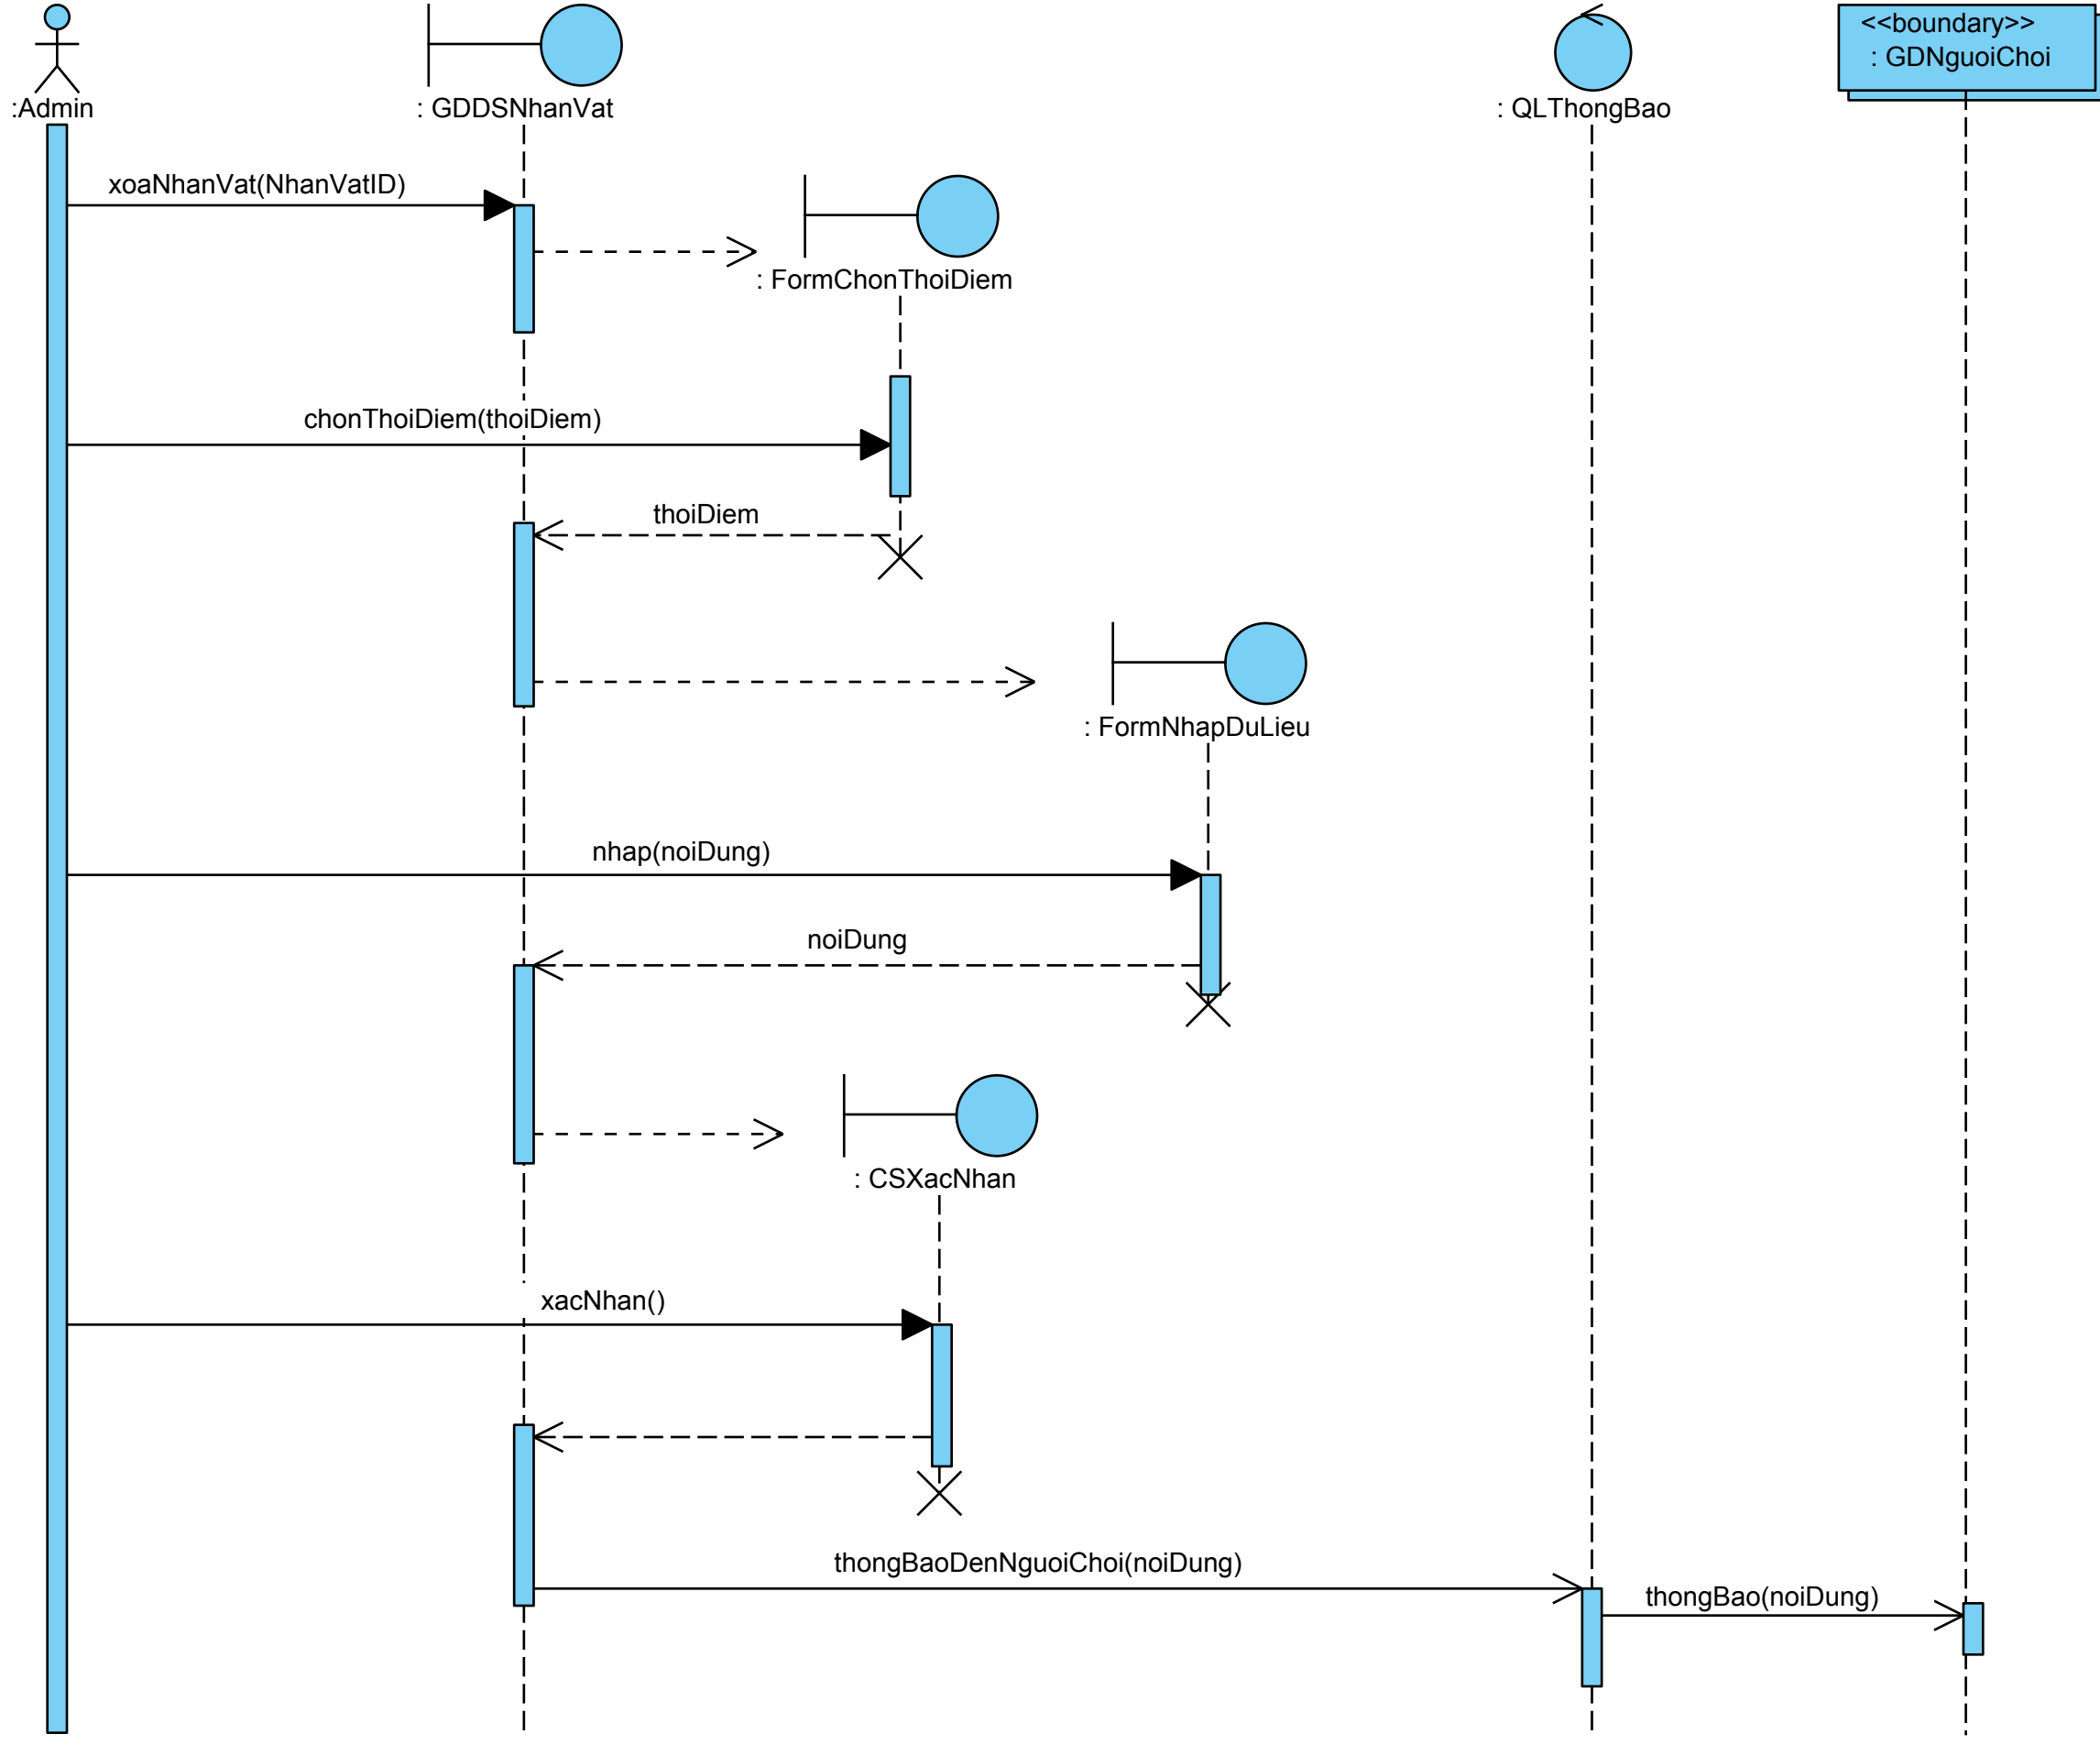 :Admin
: GDDSNhanVat
: QLThongBao
<<boundary>>
: GDNguoiChoi
xoaNhanVat(NhanVatID)
: FormChonThoiDiem
chonThoiDiem(thoiDiem)
thoiDiem
: FormNhapDuLieu
nhap(noiDung)
noiDung
: CSXacNhan
xacNhan()
thongBaoDenNguoiChoi(noiDung)
thongBao(noiDung)